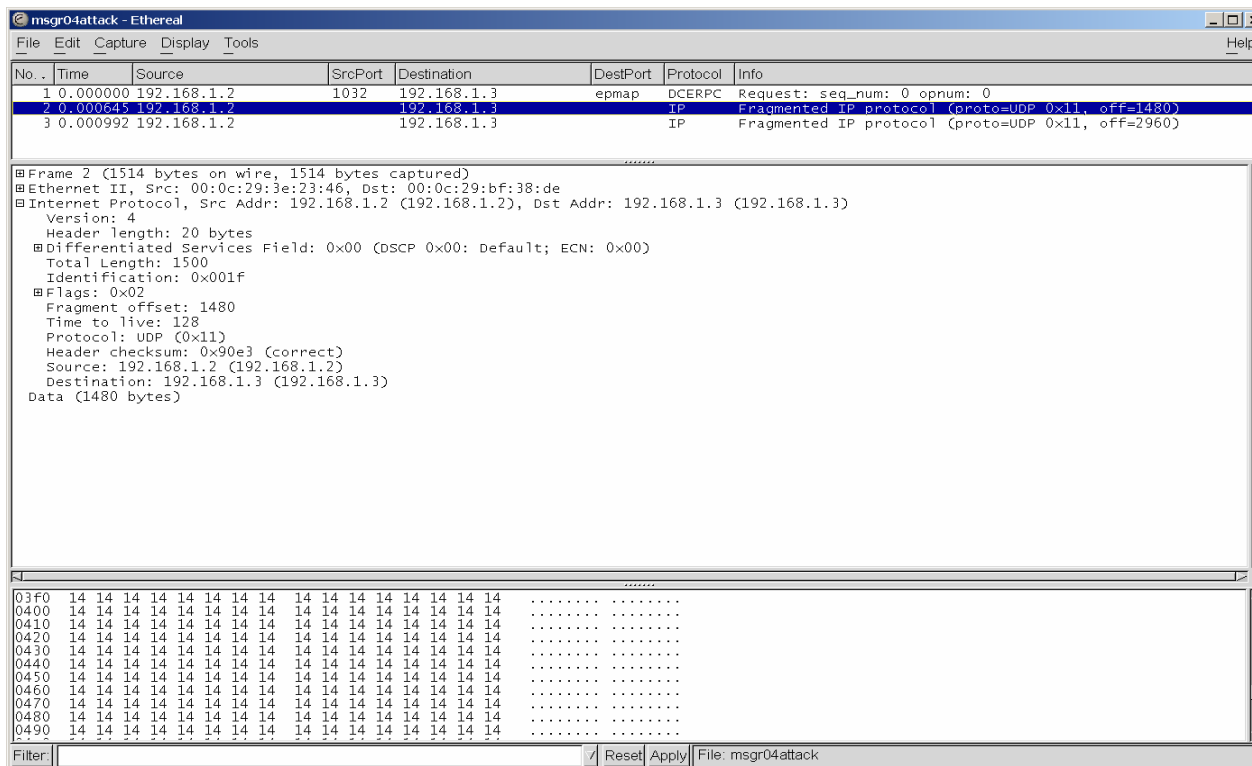 msgr04attack - Ethereal
File Edit Capture Display Tools Help
No. . Time Source SrcPort Destination DestPort Protocol Info
1 0.000000 192.168.1.2 1032 192.168.1.3 epmap DCERPC Request: seq_num: 0 opnum: 0
2 0.000645 192.168.1.2 192.168.1.3 IP Fragmented IP protocol (proto=UDP 0x11, off=1480)
3 0.000992 192.168.1.2 192.168.1.3 IP Fragmented IP protocol (proto=UDP 0x11, off=2960)
Frame 2 (1514 bytes on wire, 1514 bytes captured)
Ethernet II, Src: 00:0c:29:3e:23:46, Dst: 00:0c:29:bf:38:de
Internet Protocol, Src Addr: 192.168.1.2 (192.168.1.2), Dst Addr: 192.168.1.3 (192.168.1.3)
Version: 4
Header length: 20 bytes
Differentiated Services Field: 0x00 (DSCP 0x00: Default; ECN: 0x00)
Total Length: 1500
Identification: 0x001f
Flags: 0x02
Fragment offset: 1480
Time to live: 128
Protocol: UDP (0x11)
Header checksum: 0x90e3 (correct)
Source: 192.168.1.2 (192.168.1.2)
Destination: 192.168.1.3 (192.168.1.3)
Data (1480 bytes)
03f0 14 14 14 14 14 14 14 14 14 14 14 14 14 14 14 14 ........ ........
0400 14 14 14 14 14 14 14 14 14 14 14 14 14 14 14 14 ........ ........
0410 14 14 14 14 14 14 14 14 14 14 14 14 14 14 14 14 ........ ........
0420 14 14 14 14 14 14 14 14 14 14 14 14 14 14 14 14 ........ ........
0430 14 14 14 14 14 14 14 14 14 14 14 14 14 14 14 14 ........ ........
0440 14 14 14 14 14 14 14 14 14 14 14 14 14 14 14 14 ........ ........
0450 14 14 14 14 14 14 14 14 14 14 14 14 14 14 14 14 ........ ........
0460 14 14 14 14 14 14 14 14 14 14 14 14 14 14 14 14 ........ ........
0470 14 14 14 14 14 14 14 14 14 14 14 14 14 14 14 14 ........ ........
0480 14 14 14 14 14 14 14 14 14 14 14 14 14 14 14 14 ........ ........
0490 14 14 14 14 14 14 14 14 14 14 14 14 14 14 14 14 ........ ........
Filter: Reset Apply File: msgr04attack